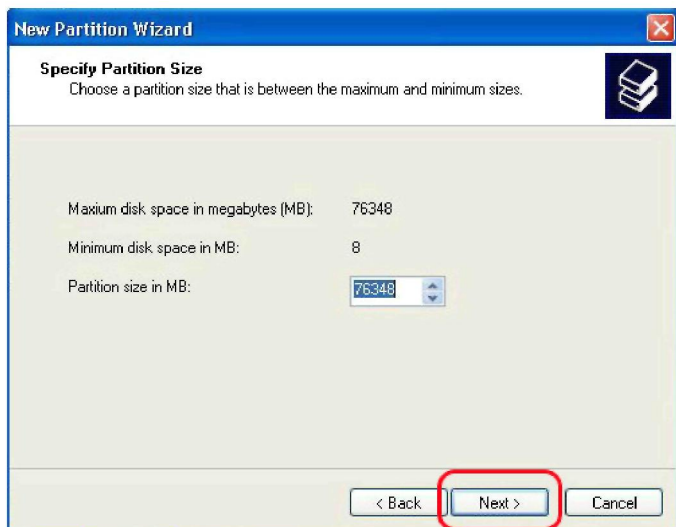 New Partition Wizard
Specify Partition Size
Choose a partition size that is between the maximum and minimum sizes.
Maxium disk space in megabytes (MB): 76348
Minimum disk space in MB: 8
Partition size in MB: 76348
< Back Next > Cancel